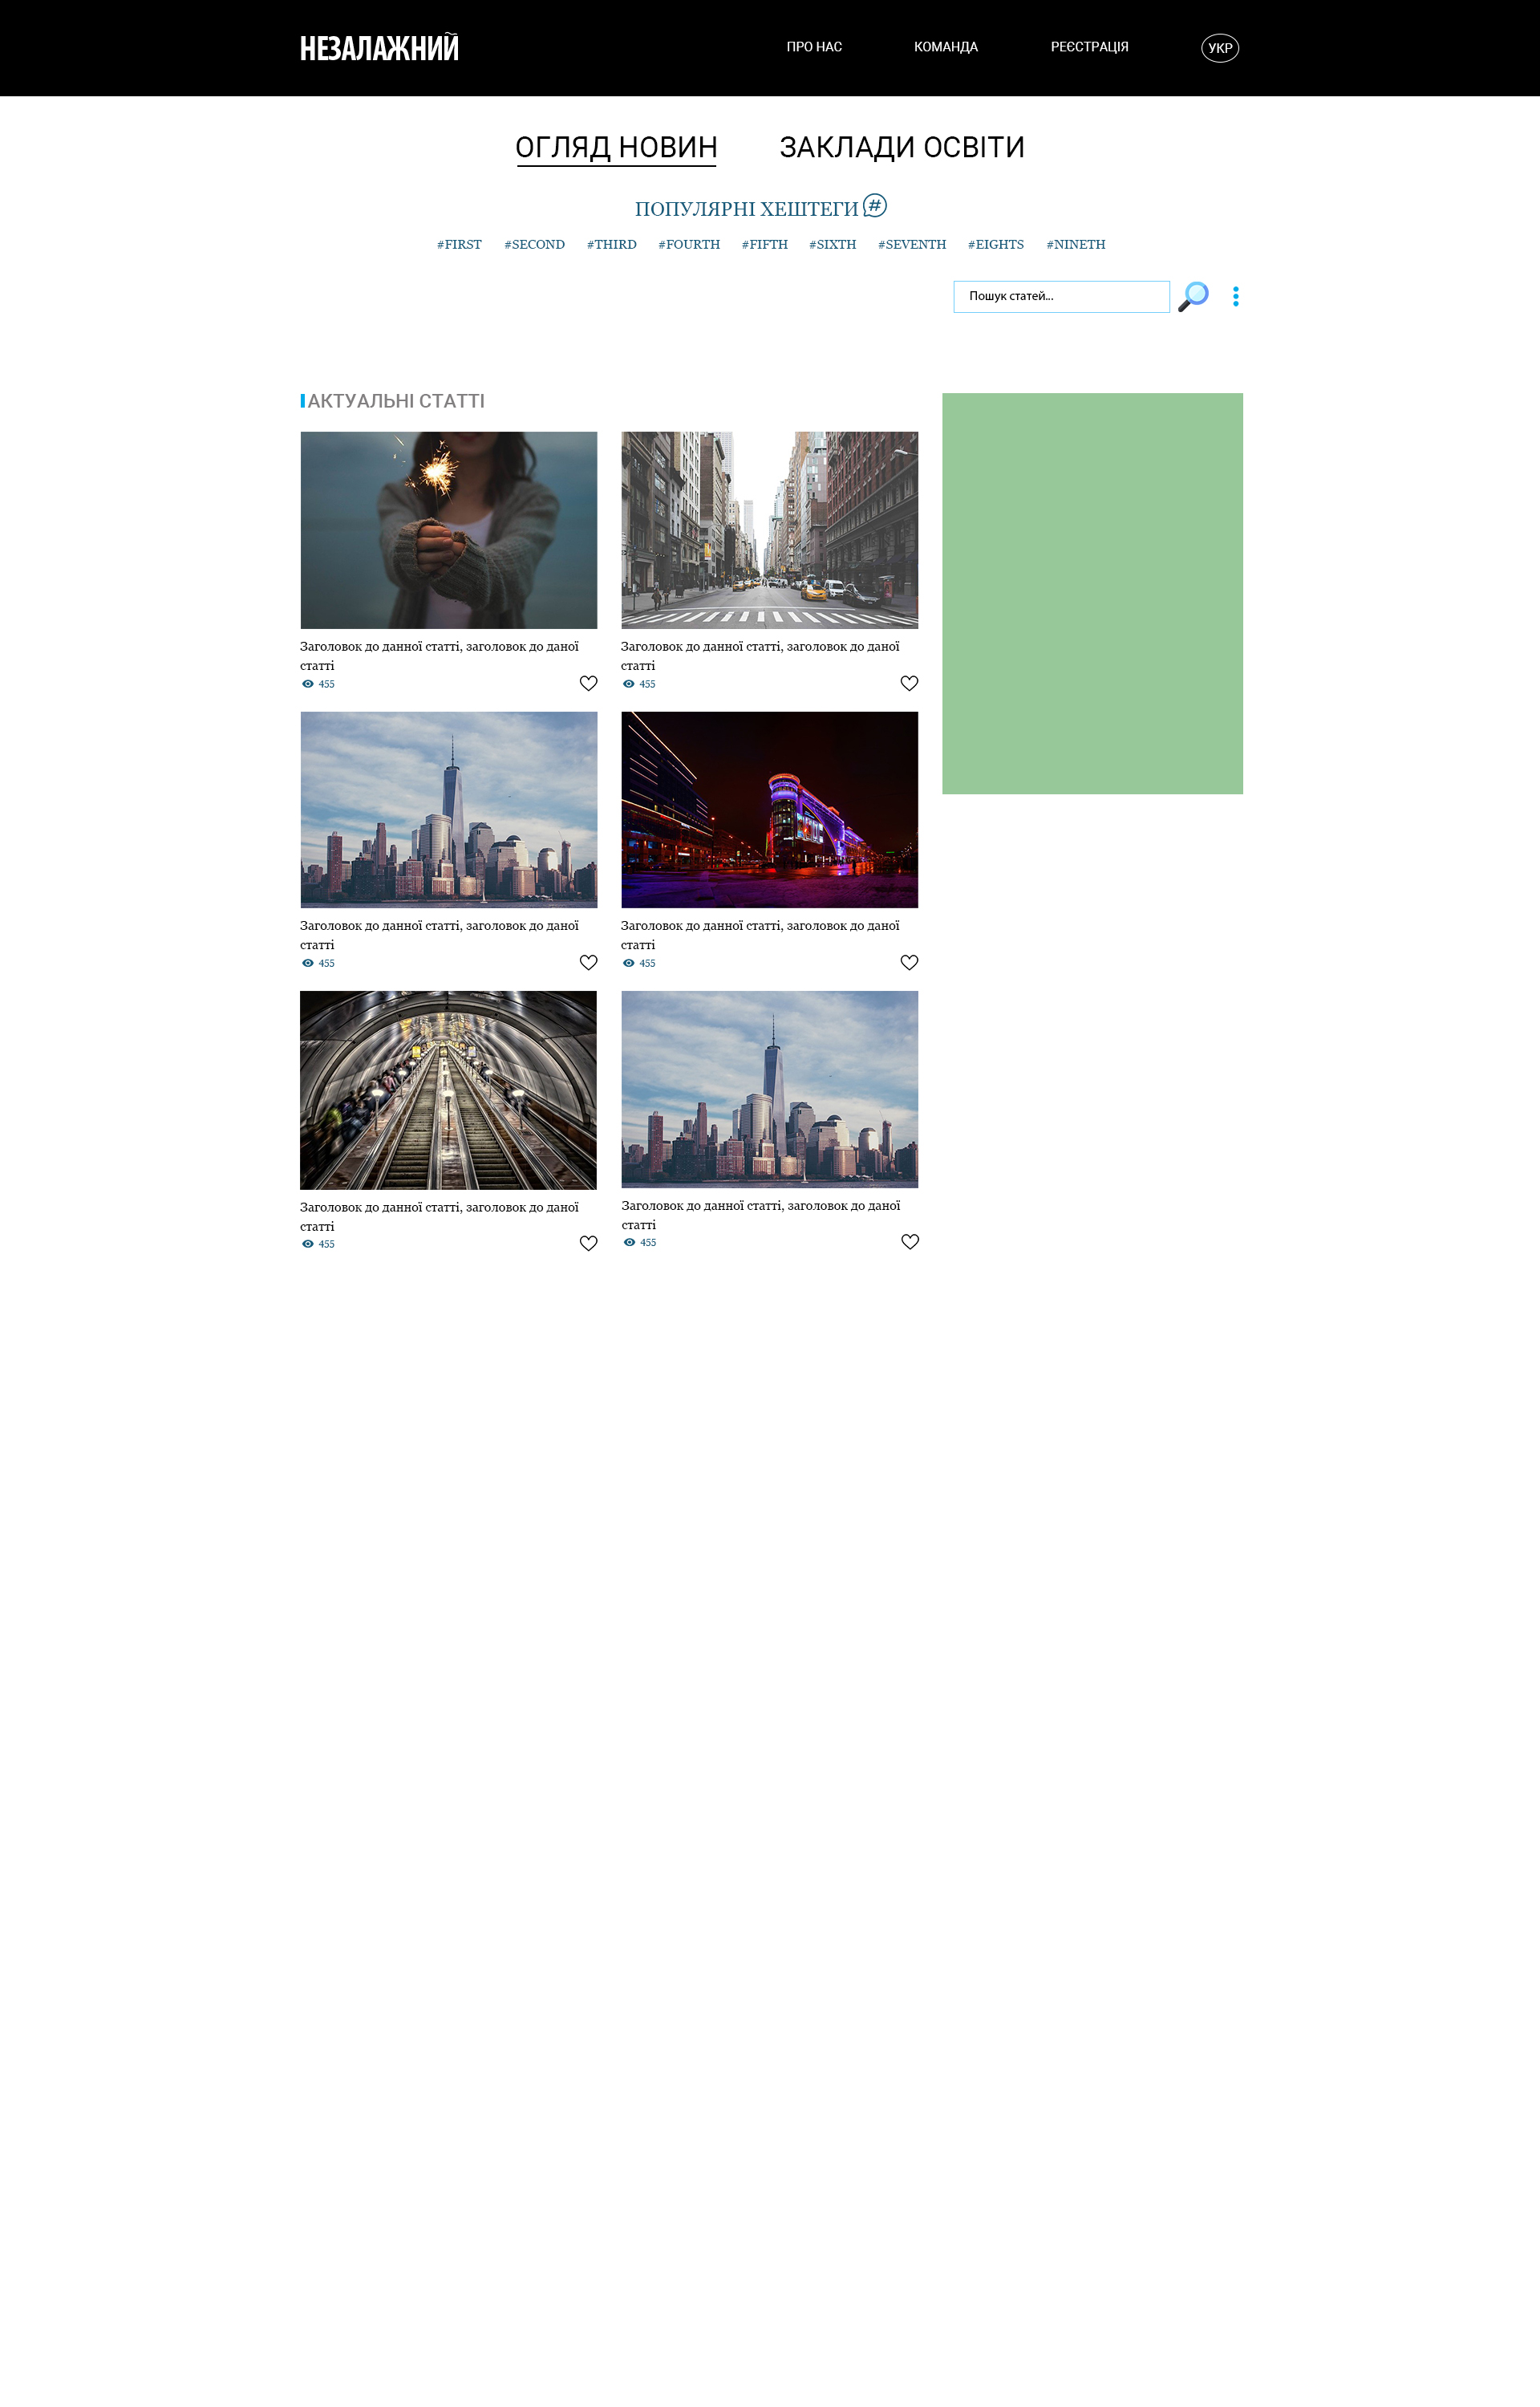 НЕЗАЛАЖНИЙ
ПРО НАС
КОМАНДА
РЕЄСТРАЦІЯ
УКР
ОГЛЯД НОВИН
ЗАКЛАДИ ОСВІТИ
ПОПУЛЯРНІ ХЕШТЕГИ #
#FIRST #SECOND #THIRD #FOURTH #FIFTH #SIXTH #SEVENTH #EIGHTS #NINETH
Пошук статей...
АКТУАЛЬНІ СТАТТІ
Заголовок до данної статті, заголовок до даної
статті
455
Заголовок до данної статті, заголовок до даної
статті
455
Заголовок до данної статті, заголовок до даної
статті
455
Заголовок до данної статті, заголовок до даної
статті
455
Заголовок до данної статті, заголовок до даної
статті
455
Заголовок до данної статті, заголовок до даної
статті
455